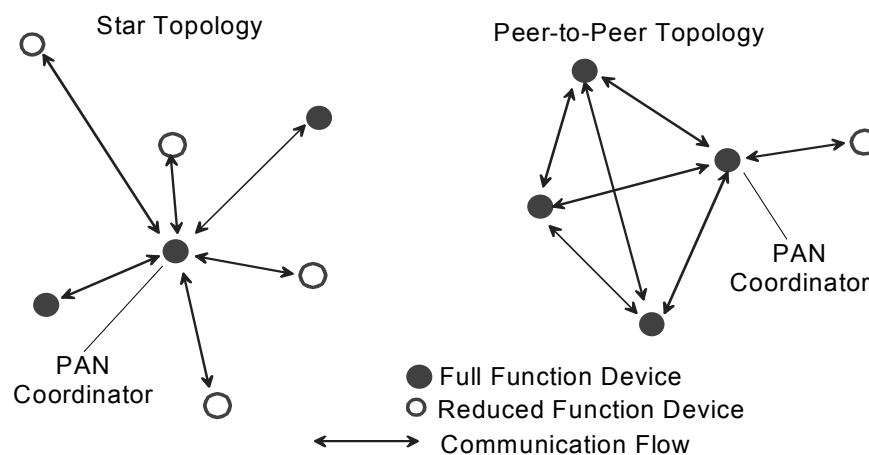 Star Topology
Peer-to-Peer Topology
PAN
Coordinator
PAN
Coordinator
Full Function Device
Reduced Function Device
Communication Flow